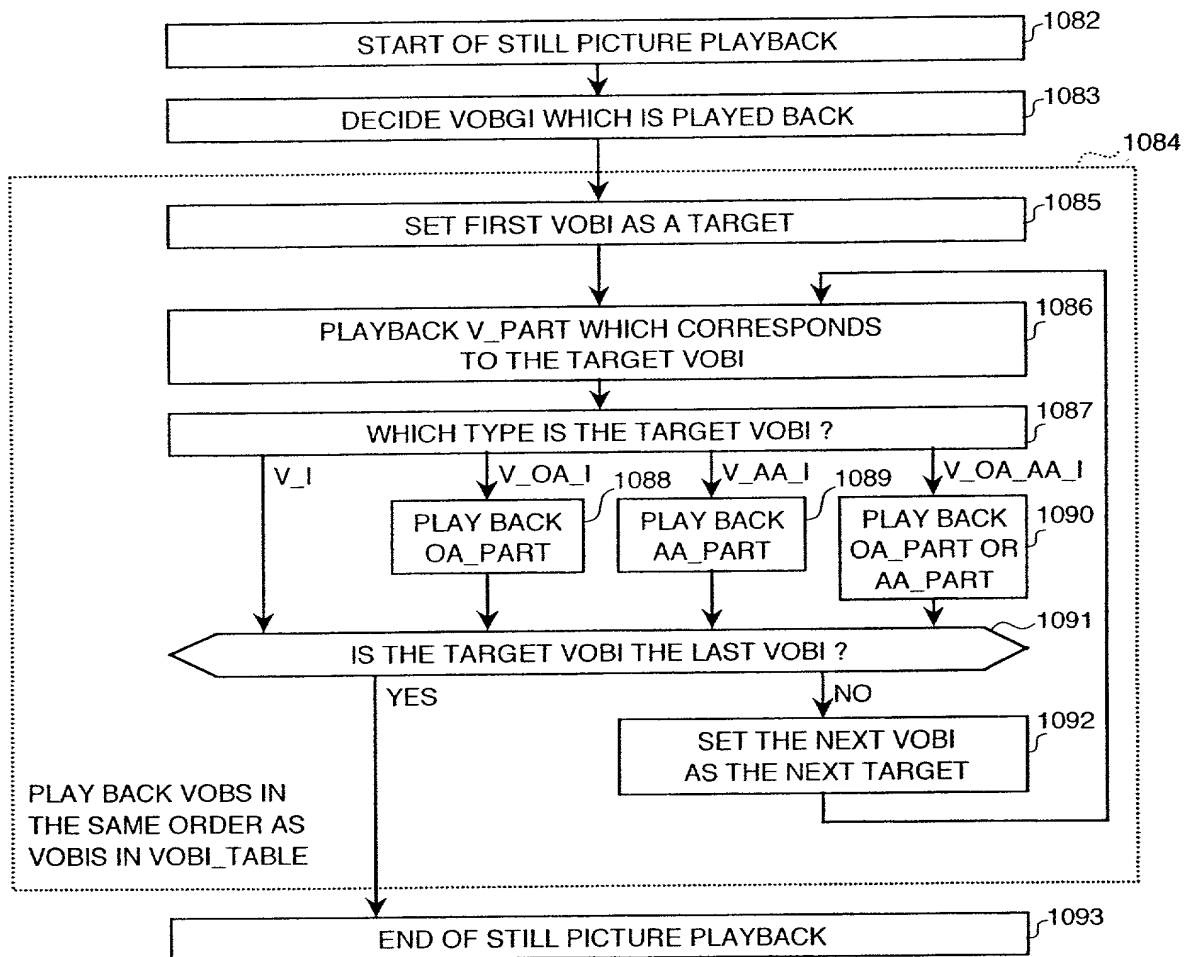 START OF STILL PICTURE PLAYBACK
1082
DECIDE VOBGI WHICH IS PLAYED BACK
1083
1084
SET FIRST VOBI AS A TARGET
1085
PLAYBACK V_PART WHICH CORRESPONDS
TO THE TARGET VOBI
1086
WHICH TYPE IS THE TARGET VOBI ?
1087
V_I
V_OA_I
1088
V_AA_I
1089
V_OA_AA_I
PLAY BACK
OA_PART
PLAY BACK
AA_PART
PLAY BACK
OA_PART OR
AA_PART
1090
IS THE TARGET VOBI THE LAST VOBI ?
1091
YES
NO
SET THE NEXT VOBI
AS THE NEXT TARGET
1092
PLAY BACK VOBS IN
THE SAME ORDER AS
VOBIS IN VOBI_TABLE
END OF STILL PICTURE PLAYBACK
1093